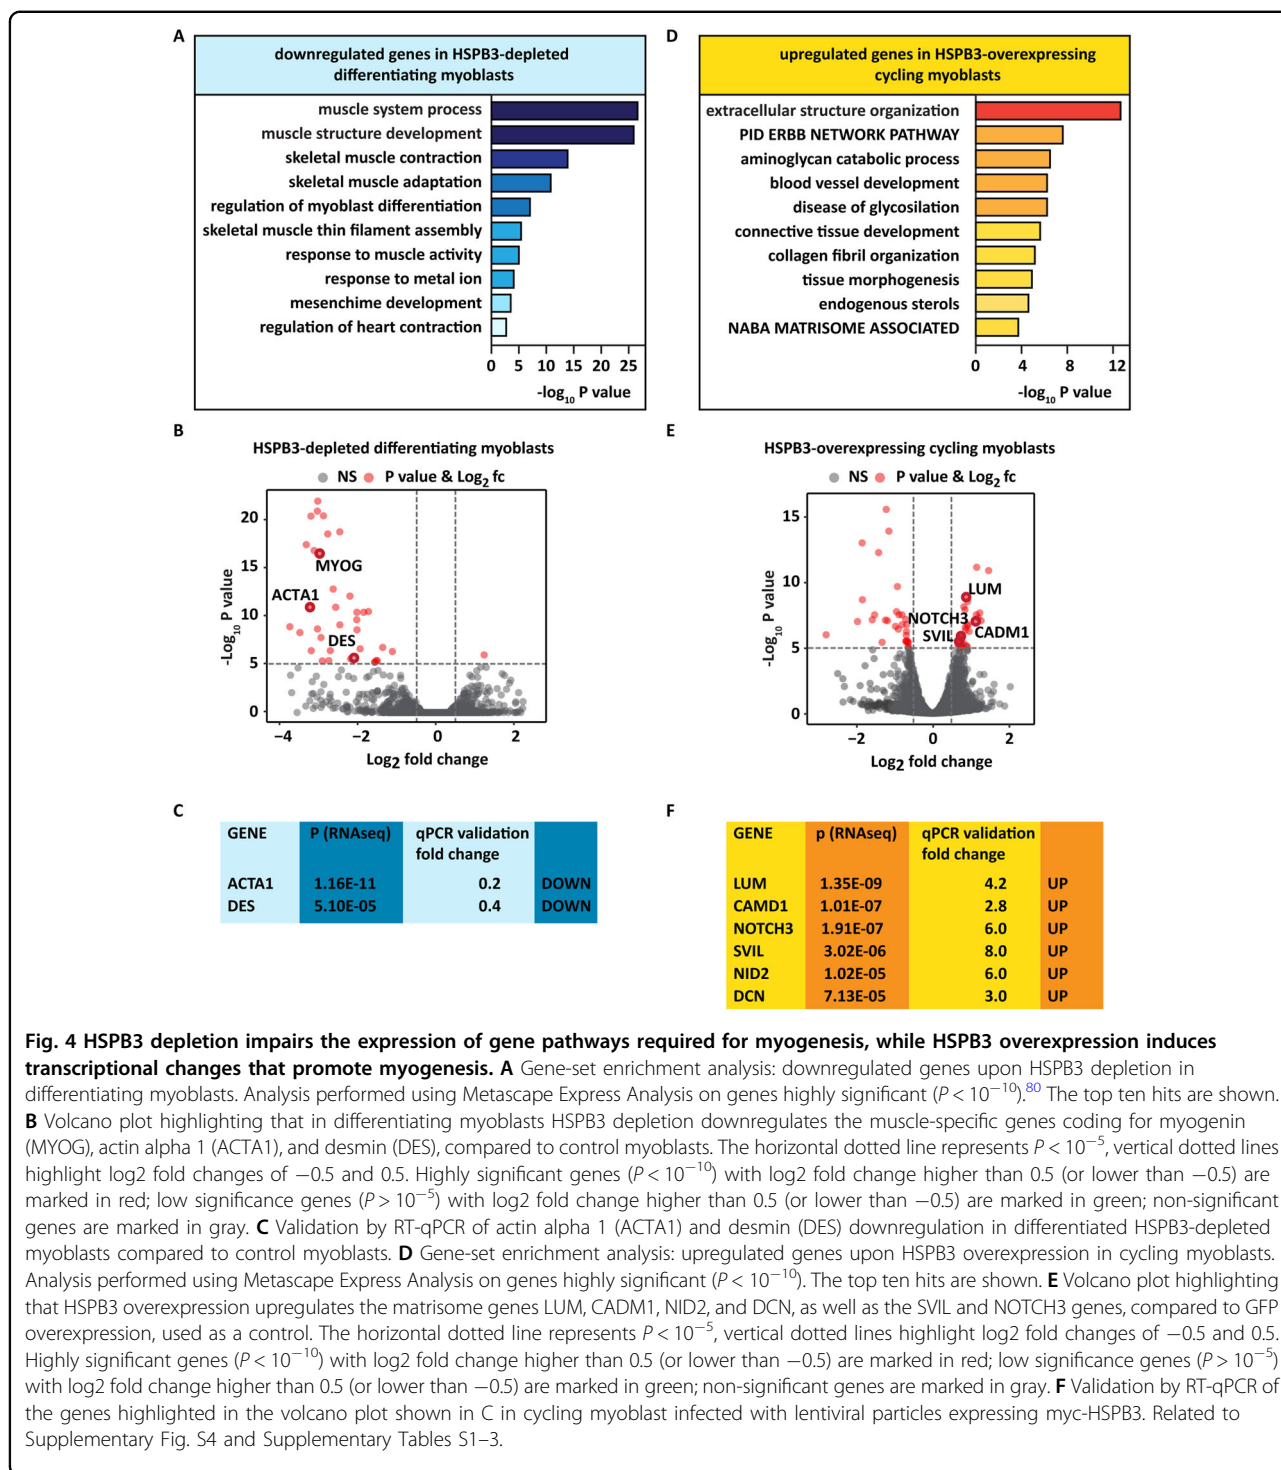 A
downregulated genes in HSPB3-depleted
differentiating myoblasts
muscle system process
muscle structure development
skeletal muscle contraction
skeletal muscle adaptation
regulation of myoblast differentiation
skeletal muscle thin filament assembly
response to muscle activity
response to metal ion
mesenchime development
regulation of heart contraction
0 5 10 15 20 25
-log10 P value
D
upregulated genes in HSPB3-overexpressing
cycling myoblasts
extracellular structure organization
PID ERBB NETWORK PATHWAY
aminoglycan catabolic process
blood vessel development
disease of glycosilation
connective tissue development
collagen fibril organization
tissue morphogenesis
endogenous sterols
NABA MATRISOME ASSOCIATED
0 4 8 12
-log10 P value
B
HSPB3-depleted differentiating myoblasts
NS P value & Log2 fc
20
15
10
5
0
-Log10 P value
MYOG
ACTA1
DES
−4 −2 0 2
Log2 fold change
E
HSPB3-overexpressing cycling myoblasts
NS P value & Log2 fc
15
10
5
0
-Log10 P value
LUM
NOTCH3
SVIL
CADM1
−2 0 2
Log2 fold change
C
GENE P (RNAseq) qPCR validation
fold change
ACTA1 1.16E-11 0.2 DOWN
DES 5.10E-05 0.4 DOWN
F
GENE p (RNAseq) qPCR validation
fold change
LUM 1.35E-09 4.2 UP
CAMD1 1.01E-07 2.8 UP
NOTCH3 1.91E-07 6.0 UP
SVIL 3.02E-06 8.0 UP
NID2 1.02E-05 6.0 UP
DCN 7.13E-05 3.0 UP
Fig. 4 HSPB3 depletion impairs the expression of gene pathways required for myogenesis, while HSPB3 overexpression induces
transcriptional changes that promote myogenesis. A Gene-set enrichment analysis: downregulated genes upon HSPB3 depletion in
differentiating myoblasts. Analysis performed using Metascape Express Analysis on genes highly significant (P < 10−10).80 The top ten hits are shown.
B Volcano plot highlighting that in differentiating myoblasts HSPB3 depletion downregulates the muscle-specific genes coding for myogenin
(MYOG), actin alpha 1 (ACTA1), and desmin (DES), compared to control myoblasts. The horizontal dotted line represents P < 10−5, vertical dotted lines
highlight log2 fold changes of −0.5 and 0.5. Highly significant genes (P < 10−10) with log2 fold change higher than 0.5 (or lower than −0.5) are
marked in red; low significance genes (P > 10−5) with log2 fold change higher than 0.5 (or lower than −0.5) are marked in green; non-significant
genes are marked in gray. C Validation by RT-qPCR of actin alpha 1 (ACTA1) and desmin (DES) downregulation in differentiated HSPB3-depleted
myoblasts compared to control myoblasts. D Gene-set enrichment analysis: upregulated genes upon HSPB3 overexpression in cycling myoblasts.
Analysis performed using Metascape Express Analysis on genes highly significant (P < 10−10). The top ten hits are shown. E Volcano plot highlighting
that HSPB3 overexpression upregulates the matrisome genes LUM, CADM1, NID2, and DCN, as well as the SVIL and NOTCH3 genes, compared to GFP
overexpression, used as a control. The horizontal dotted line represents P < 10−5, vertical dotted lines highlight log2 fold changes of −0.5 and 0.5.
Highly significant genes (P < 10−10) with log2 fold change higher than 0.5 (or lower than −0.5) are marked in red; low significance genes (P > 10−5)
with log2 fold change higher than 0.5 (or lower than −0.5) are marked in green; non-significant genes are marked in gray. F Validation by RT-qPCR of
the genes highlighted in the volcano plot shown in C in cycling myoblast infected with lentiviral particles expressing myc-HSPB3. Related to
Supplementary Fig. S4 and Supplementary Tables S1–3.